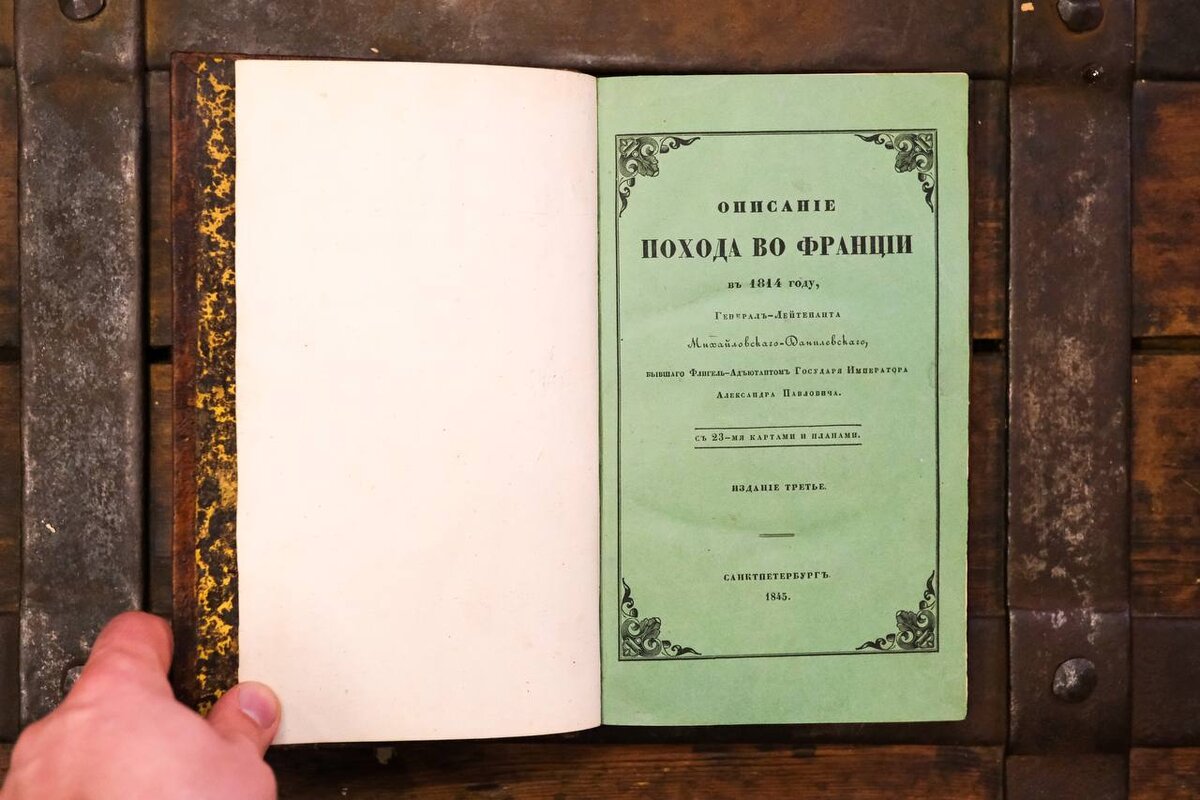 ОПИСАНІЕ
ПОХОДА ВО ФРАНЦІИ
въ 1814 году,
Генералъ-Лейтенанта
Михайловскаго-Данилевскаго,
бывшаго Флигель-Адъютантомъ Государя Императора
Александра Павловича.
съ 23-мя картами и планами.
ИЗДАНІЕ ТРЕТЬЕ.
САНКТПЕТЕРБУРГЪ.
1845.